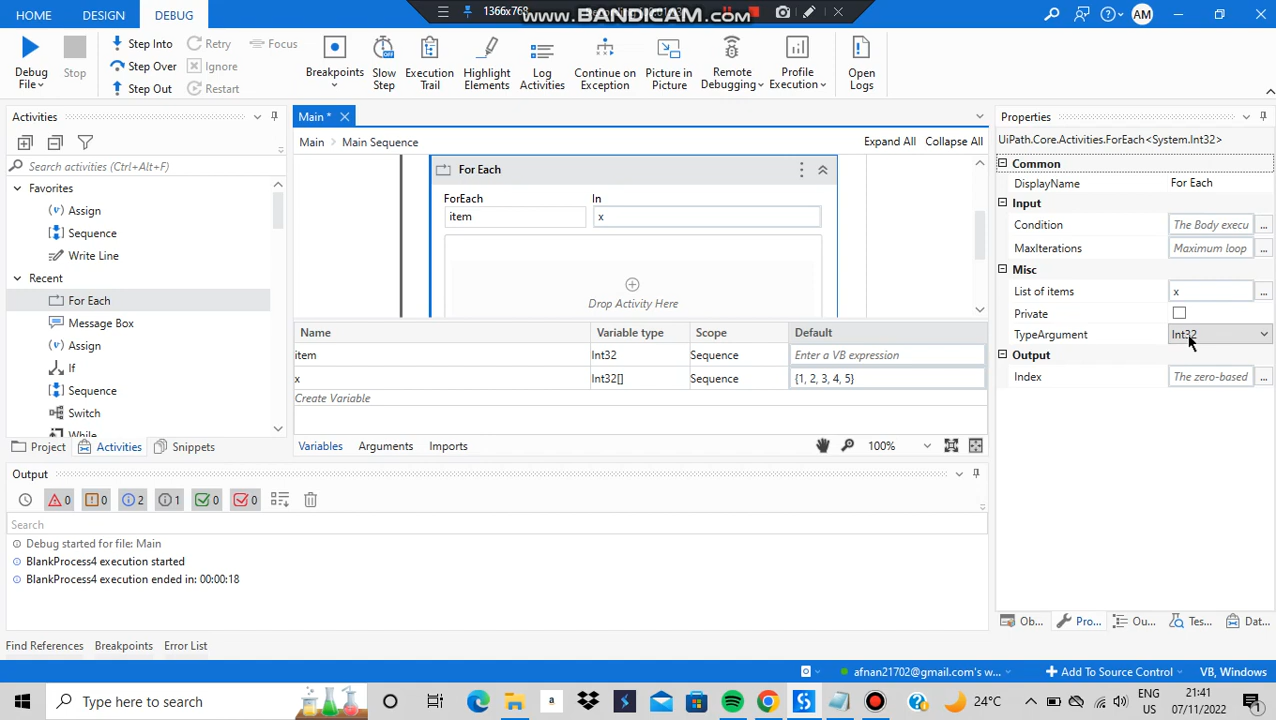 HOME DESIGN DEBUG 1366x768 www.BANDICAM.com AM
Debug File Stop Step Into Step Over Step Out Retry Ignore Restart Focus Breakpoints Slow Step Execution Trail Highlight Elements Log Activities Continue on Exception Picture in Picture Remote Debugging Profile Execution Open Logs
Activities
Search activities (Ctrl+Alt+F)
Favorites
Assign
Sequence
Write Line
Recent
For Each
Message Box
Assign
If
Sequence
Switch
While
Project Activities Snippets
Main *
Main Main Sequence Expand All Collapse All
For Each
ForEach In
item x
Drop Activity Here
Name Variable type Scope Default
item Int32 Sequence Enter a VB expression
x Int32[] Sequence {1, 2, 3, 4, 5}
Create Variable
Variables Arguments Imports 100%
Properties
UiPath.Core.Activities.ForEach<System.Int32>
Common
DisplayName For Each
Input
Condition The Body execu ...
MaxIterations Maximum loop ...
Misc
List of items x ...
Private
TypeArgument Int32
Output
Index The zero-based ...
Ob... Pro... Ou... Tes... Dat...
Output
0 0 2 1 0 0
Search
Debug started for file: Main
BlankProcess4 execution started
BlankProcess4 execution ended in: 00:00:18
Find References Breakpoints Error List
afnan21702@gmail.com's w... Add To Source Control VB, Windows
Type here to search a 24°C ENG AR 21:41 07/11/2022